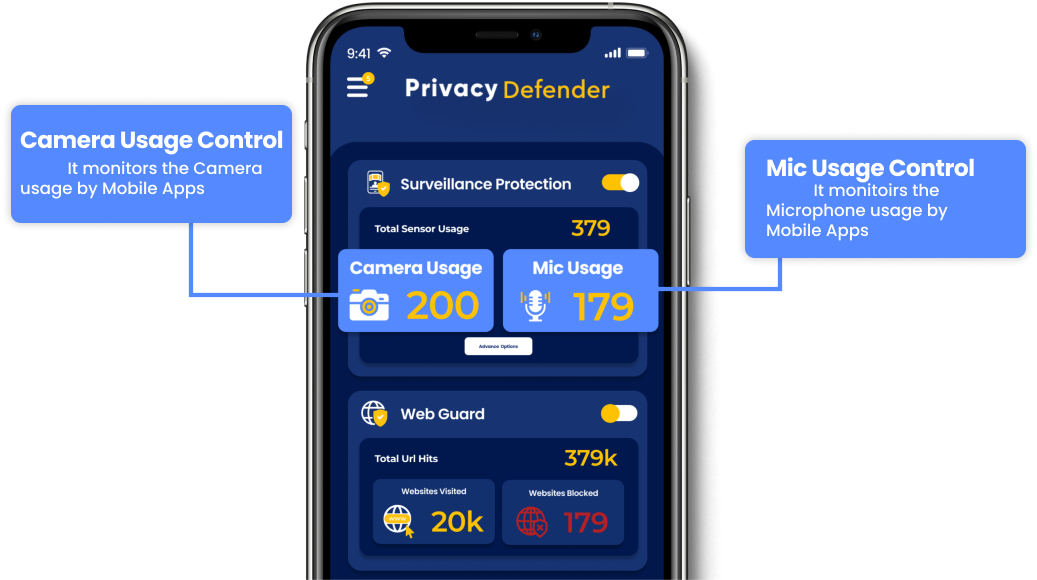 9:41
5
Privacy Defender
Camera Usage Control
It monitors the Camera
usage by Mobile Apps
Mic Usage Control
It monitoirs the
Microphone usage by
Mobile Apps
Surveillance Protection
Total Sensor Usage 379
Camera Usage
200
Mic Usage
179
Advance Options
Web Guard
Total Url Hits 379k
Websites Visited
www
20k
Websites Blocked
179